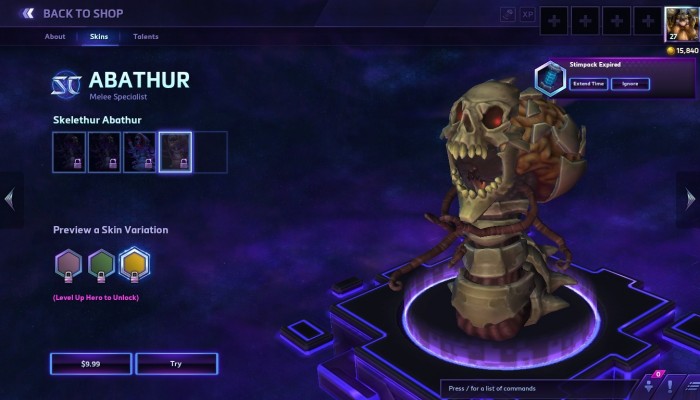 BACK TO SHOP
XP
27
15,840
About
Skins
Talents
Stimpack Expired
Extend Time
Ignore
ABATHUR
Melee Specialist
Skelethur Abathur
Preview a Skin Variation
(Level Up Hero to Unlock)
$9.99
Try
0
Press / for a list of commands